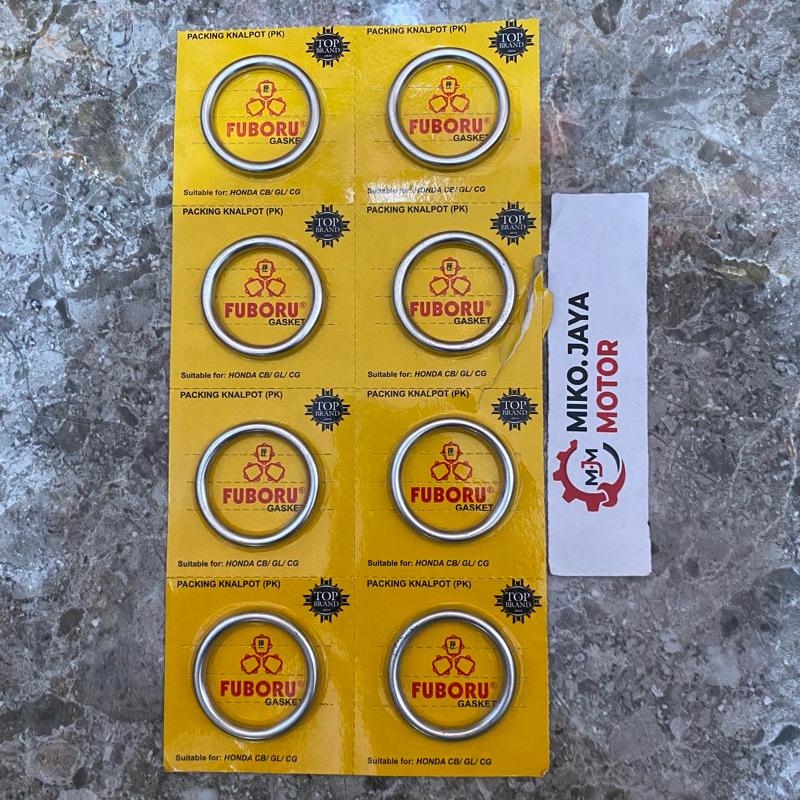 PACKING KNALPOT (PK)
TOP
BRAND
FUBORU®
GASKET
Suitable for: HONDA CB/ GL/ CG
PACKING KNALPOT (PK)
TOP
BRAND
FUBORU®
GASKET
Suitable for: HONDA CB/ GL/ CG
PACKING KNALPOT (PK)
TOP
BRAND
FUBORU®
GASKET
Suitable for: HONDA CB/ GL/ CG
PACKING KNALPOT (PK)
TOP
BRAND
FUBORU®
GASKET
Suitable for: HONDA CB/ GL/ CG
PACKING KNALPOT (PK)
TOP
BRAND
FUBORU®
GASKET
Suitable for: HONDA CB/ GL/ CG
PACKING KNALPOT (PK)
TOP
BRAND
FUBORU®
GASKET
Suitable for: HONDA CB/ GL/ CG
PACKING KNALPOT (PK)
TOP
BRAND
FUBORU®
GASKET
Suitable for: HONDA CB/ GL/ CG
PACKING KNALPOT (PK)
TOP
BRAND
FUBORU®
GASKET
Suitable for: HONDA CB/ GL/ CG
MJM
MIKO.JAYA
MOTOR